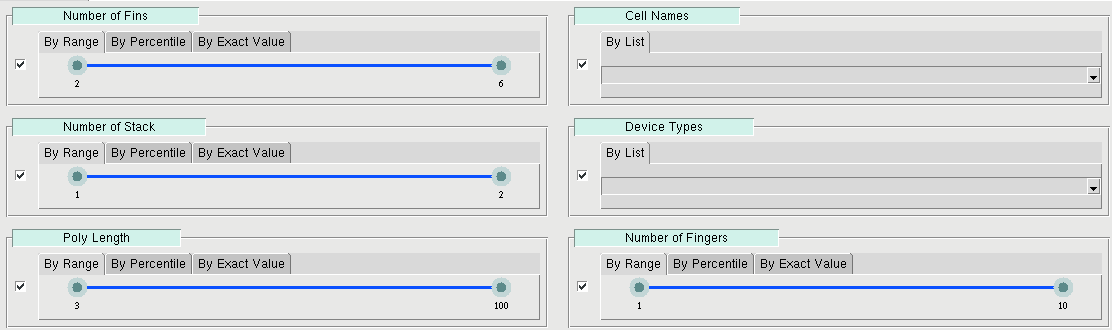 Number of Fins
By Range By Percentile By Exact Value
2 6
Cell Names
By List
Number of Stack
By Range By Percentile By Exact Value
1 2
Device Types
By List
Poly Length
By Range By Percentile By Exact Value
3 100
Number of Fingers
By Range By Percentile By Exact Value
1 10